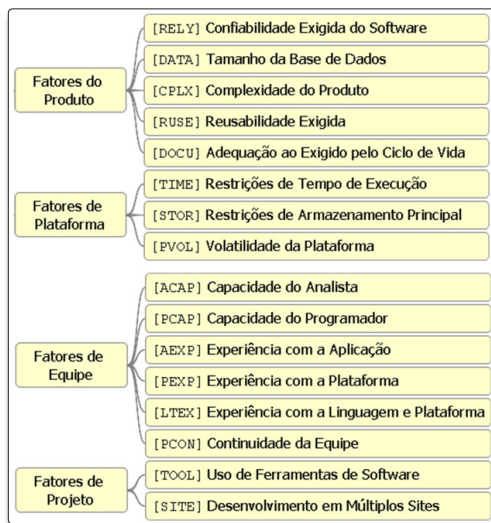 Fatores do
Produto
[RELY] Confiabilidade Exigida do Software
[DATA] Tamanho da Base de Dados
[CPLX] Complexidade do Produto
[RUSE] Reusabilidade Exigida
[DOCU] Adequação ao Exigido pelo Ciclo de Vida
Fatores de
Plataforma
[TIME] Restrições de Tempo de Execução
[STOR] Restrições de Armazenamento Principal
[PVOL] Volatilidade da Plataforma
Fatores de
Equipe
[ACAP] Capacidade do Analista
[PCAP] Capacidade do Programador
[AEXP] Experiência com a Aplicação
[PEXP] Experiência com a Plataforma
[LTEX] Experiência com a Linguagem e Plataforma
[PCON] Continuidade da Equipe
Fatores de
Projeto
[TOOL] Uso de Ferramentas de Software
[SITE] Desenvolvimento em Múltiplos Sites